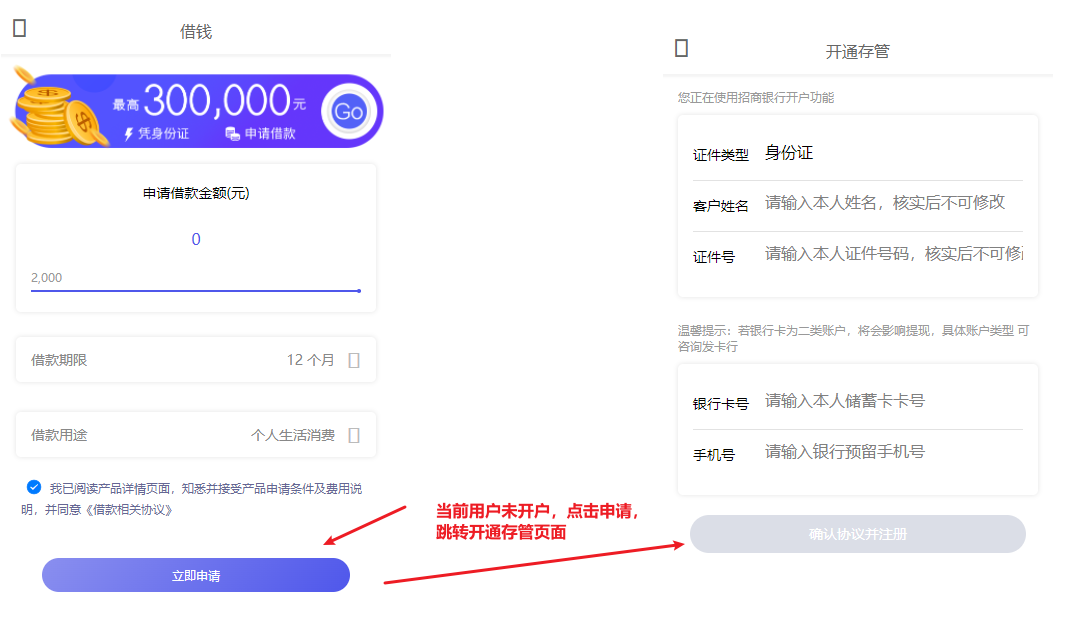 借钱
最高300,000元
Go
凭身份证 申请借款
申请借款金额(元)
0
2,000
借款期限 12 个月
借款用途 个人生活消费
我已阅读产品详情页面，知悉并接受产品申请条件及费用说
明，并同意《借款相关协议》
立即申请
当前用户未开户，点击申请，
跳转开通存管页面
开通存管
您正在使用招商银行开户功能
证件类型 身份证
客户姓名 请输入本人姓名，核实后不可修改
证件号 请输入本人证件号码，核实后不可修
温馨提示：若银行卡为二类账户，将会影响提现，具体账户类型 可
咨询发卡行
银行卡号 请输入本人储蓄卡卡号
手机号 请输入银行预留手机号
确认协议并注册